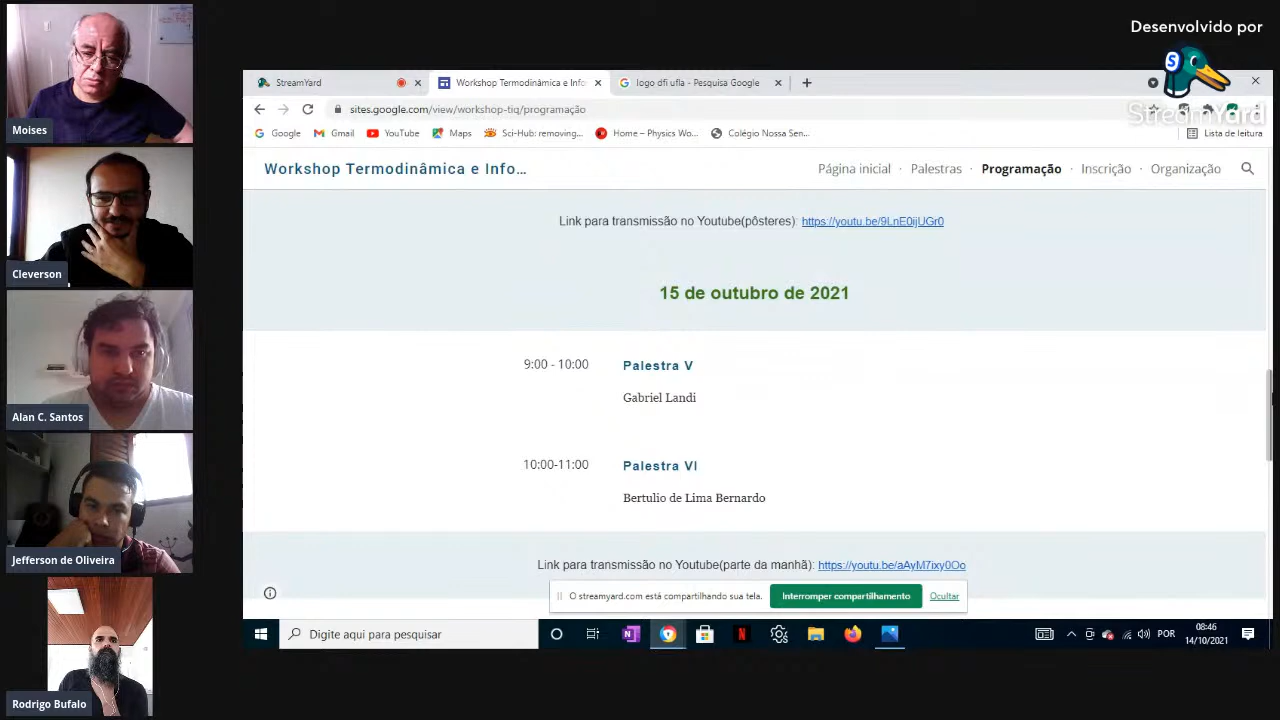 Desenvolvido por
StreamYard
Moises
Cleverson
Alan C. Santos
Jefferson de Oliveira
Rodrigo Bufalo
StreamYard
Workshop Termodinâmica e Info
logo dfi ufla - Pesquisa Google
sites.google.com/view/workshop-tiq/programação
Google
Gmail
YouTube
Maps
Sci-Hub: removing...
Home – Physics Wo...
Colégio Nossa Sen...
Lista de leitura
Workshop Termodinâmica e Info...
Página inicial
Palestras
Programação
Inscrição
Organização
Link para transmissão no Youtube(pôsteres): https://youtu.be/9LnE0ijUGr0
15 de outubro de 2021
9:00 - 10:00
Palestra V
Gabriel Landi
10:00-11:00
Palestra VI
Bertulio de Lima Bernardo
Link para transmissão no Youtube(parte da manhã): https://youtu.be/aAyM7ixy0Oo
O streamyard.com está compartilhando sua tela.
Interromper compartilhamento
Ocultar
Digite aqui para pesquisar
POR
08:46
14/10/2021